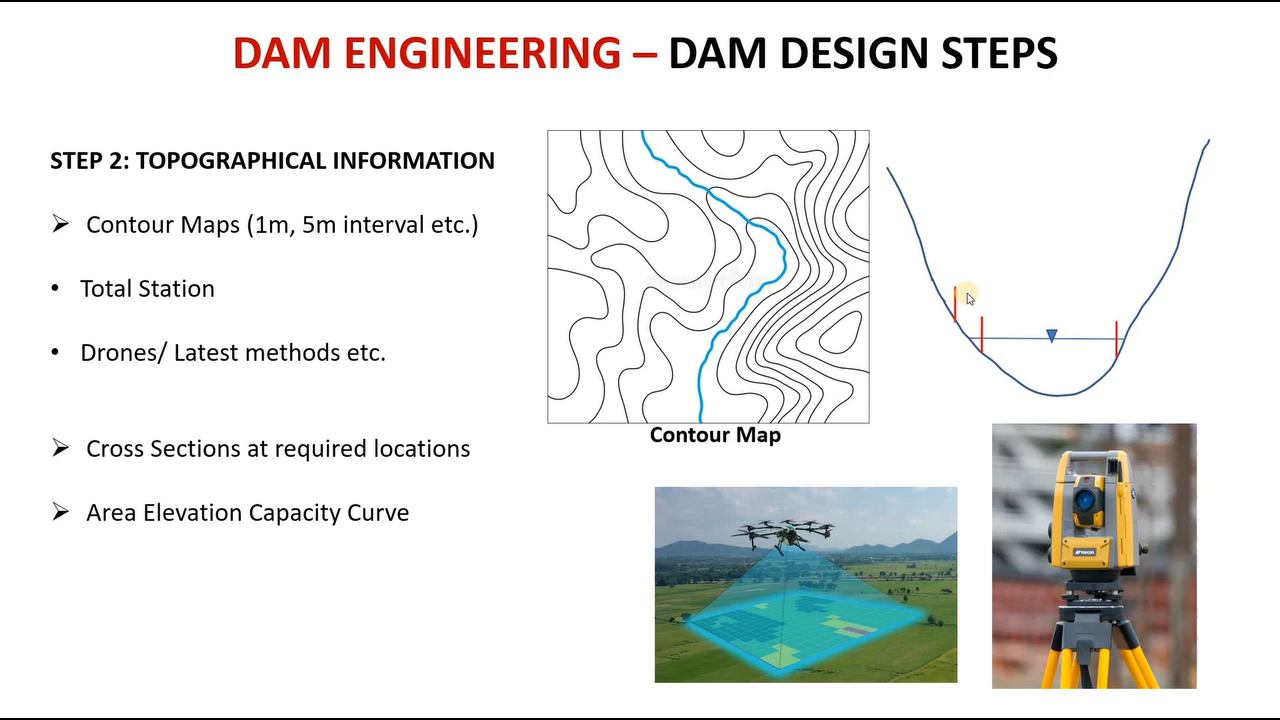 DAM ENGINEERING – DAM DESIGN STEPS
STEP 2: TOPOGRAPHICAL INFORMATION
➢ Contour Maps (1m, 5m interval etc.)
• Total Station
• Drones/ Latest methods etc.
➢ Cross Sections at required locations
➢ Area Elevation Capacity Curve
Contour Map
TOPCON